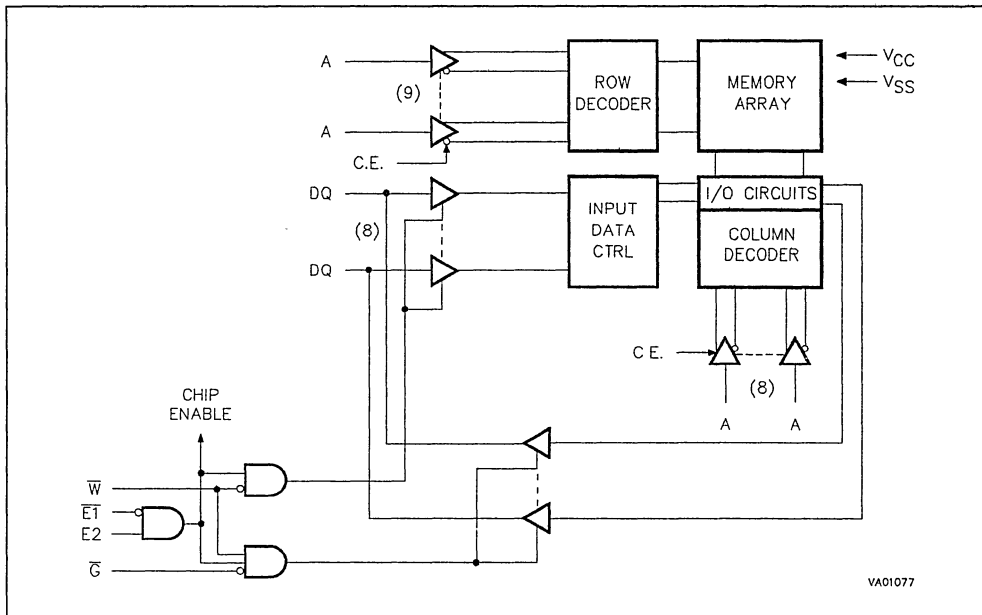 A
(9)
A
C.E.
ROW
DECODER
MEMORY
ARRAY
VCC
VSS
DQ
(8)
DQ
INPUT
DATA
CTRL
I/O CIRCUITS
COLUMN
DECODER
C E.
(8)
A
A
CHIP
ENABLE
W̅
E̅1̅
E2
G̅
VA01077